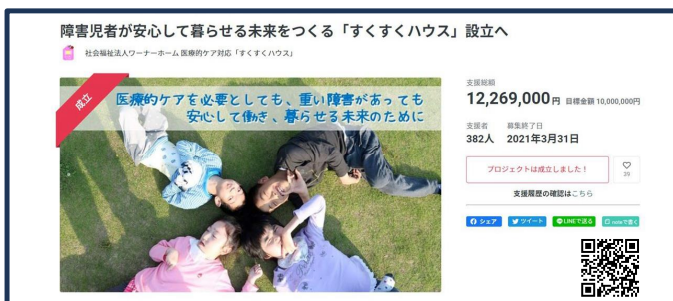 障害児者が安心して暮らせる未来をつくる「すくすくハウス」設立へ
社会福祉法人ワーナーホーム 医療的ケア対応「すくすくハウス」
成立
医療的ケアを必要としても、重い障害があっても
安心して働き、暮らせる未来のために
支援総額
12,269,000円 目標金額 10,000,000円
支援者 募集終了日
382人 2021年3月31日
プロジェクトは成立しました！
39
支援履歴の確認はこちら
シェア ツイート LINEで送る noteで書く